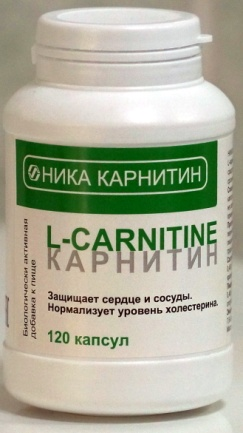 НИКА КАРНИТИН
L-CARNITINE
КАРНИТИН
Защищает сердце и сосуды.
Нормализует уровень холестерина.
120 капсул
Биологически активная
добавка к пище